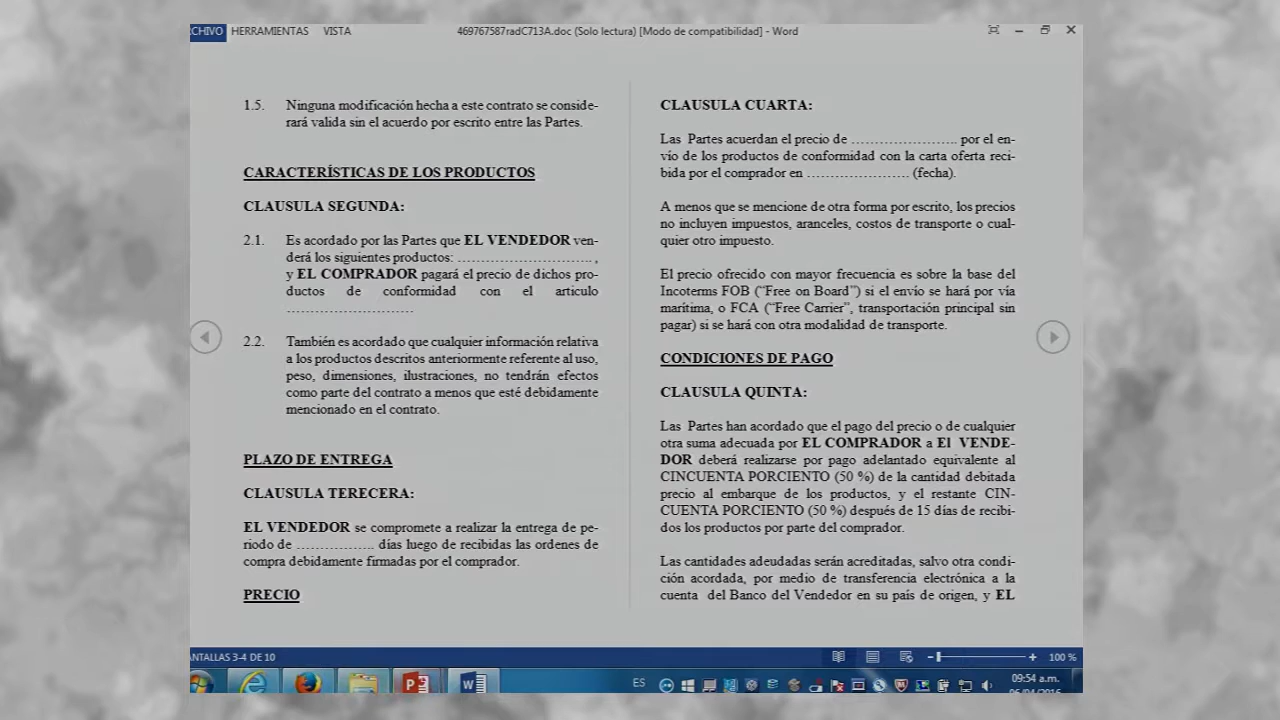 CHIVO HERRAMIENTAS VISTA
469767587radC713A.doc (Solo lectura) [Modo de compatibilidad] - Word
1.5. Ninguna modificación hecha a este contrato se conside-
rará valida sin el acuerdo por escrito entre las Partes.
CARACTERÍSTICAS DE LOS PRODUCTOS
CLAUSULA SEGUNDA:
2.1. Es acordado por las Partes que EL VENDEDOR ven-
derá los siguientes productos: ............................ ,
y EL COMPRADOR pagará el precio de dichos pro-
ductos de conformidad con el articulo
..........................
2.2. También es acordado que cualquier información relativa
a los productos descritos anteriormente referente al uso,
peso, dimensiones, ilustraciones, no tendrán efectos
como parte del contrato a menos que esté debidamente
mencionado en el contrato.
PLAZO DE ENTREGA
CLAUSULA TERECERA:
EL VENDEDOR se compromete a realizar la entrega de pe-
riodo de ................ días luego de recibidas las ordenes de
compra debidamente firmadas por el comprador.
PRECIO
CLAUSULA CUARTA:
Las Partes acuerdan el precio de ...................... por el en-
vío de los productos de conformidad con la carta oferta reci-
bida por el comprador en ..................... (fecha).
A menos que se mencione de otra forma por escrito, los precios
no incluyen impuestos, aranceles, costos de transporte o cual-
quier otro impuesto.
El precio ofrecido con mayor frecuencia es sobre la base del
Incoterms FOB (“Free on Board”) si el envío se hará por vía
marítima, o FCA (“Free Carrier”, transportación principal sin
pagar) si se hará con otra modalidad de transporte.
CONDICIONES DE PAGO
CLAUSULA QUINTA:
Las Partes han acordado que el pago del precio o de cualquier
otra suma adecuada por EL COMPRADOR a El VENDE-
DOR deberá realizarse por pago adelantado equivalente al
CINCUENTA PORCIENTO (50 %) de la cantidad debitada
precio al embarque de los productos, y el restante CIN-
CUENTA PORCIENTO (50 %) después de 15 días de recibi-
dos los productos por parte del comprador.
Las cantidades adeudadas serán acreditadas, salvo otra condi-
ción acordada, por medio de transferencia electrónica a la
cuenta del Banco del Vendedor en su país de origen, y EL
ANTALLAS 3-4 DE 10
100 %
ES
09:54 a.m.
06/04/2016